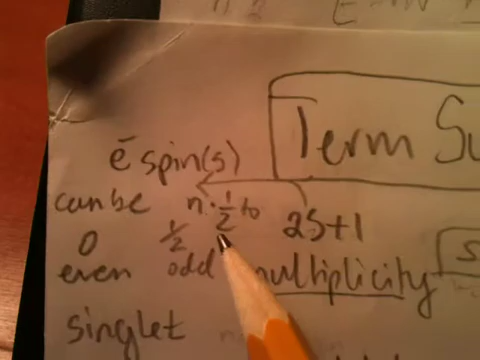 Term Su
ē spin(s)
can be n·½ to 2S+1
0 ½
even odd multiplicity
singlet